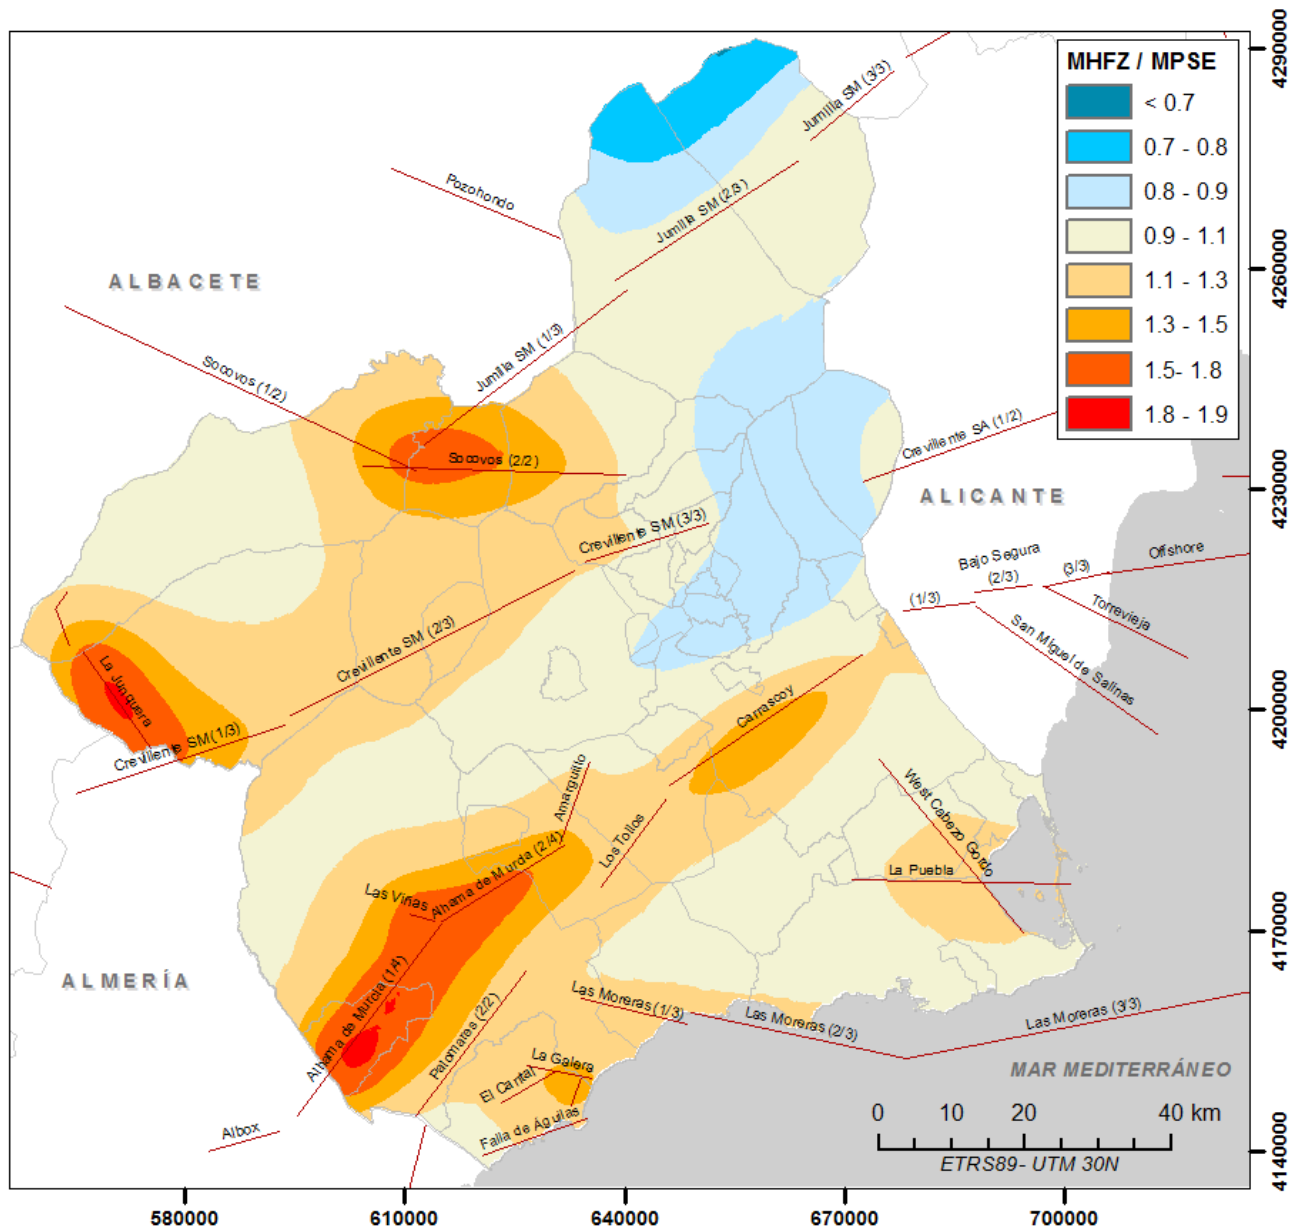 MHFZ / MPSE
< 0.7
0.7 - 0.8
0.8 - 0.9
0.9 - 1.1
1.1 - 1.3
1.3 - 1.5
1.5- 1.8
1.8 - 1.9
4290000
4260000
4230000
4200000
4170000
4140000
Jumilla SM (3/3)
Pozohondo
Jumilla SM (2/3)
ALBACETE
Jumilla SM (1/3)
Socovos (1/2)
Crevillente SA (1/2)
Socovos (2/2)
ALICANTE
Crevillente SM (3/3)
Bajo Segura
Offshore
(1/3)
(2/3)
(3/3)
Torrevieja
San Miguel de Salinas
Crevillente SM (2/3)
La Junquera
Carrascoy
Crevillente SM (1/3)
Amarguillo
West Cabezo Gordo
Los Tollos
Alhama de Murcia (2/4)
La Puebla
Las Viñas
ALMERÍA
Alhama de Murcia (1/4)
Palomares (2/2)
Las Moreras (1/3)
Las Moreras (2/3)
Las Moreras (3/3)
La Galera
El Cantal
MAR MEDITERRÁNEO
Falla de Águilas
Albox
0 10 20 40 km
ETRS89- UTM 30N
580000 610000 640000 670000 700000